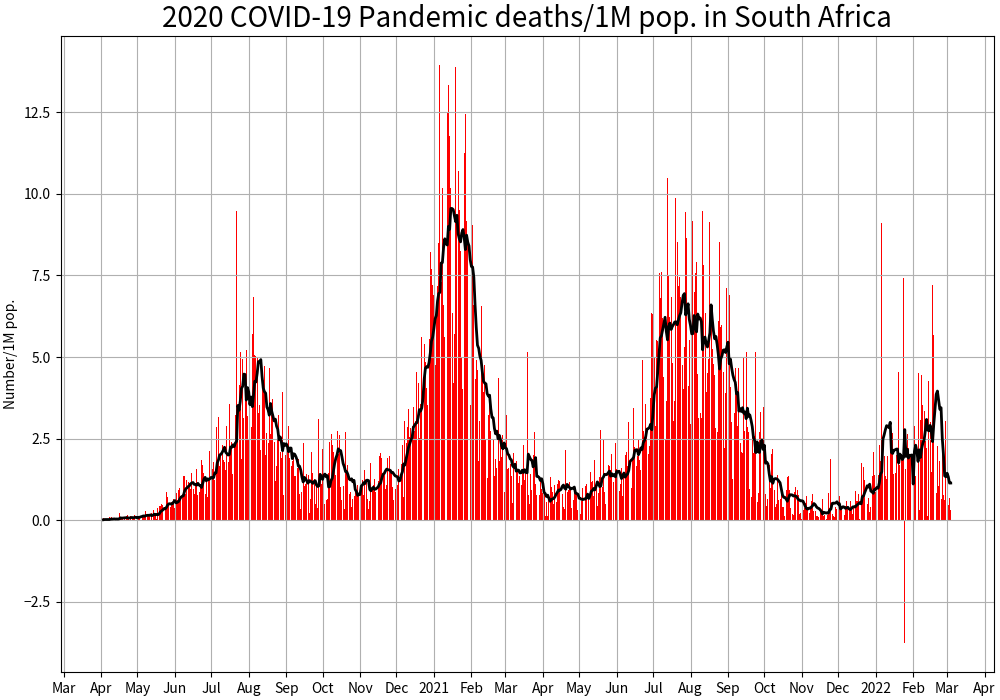 2020 COVID-19 Pandemic deaths/1M pop. in South Africa
Number/1M pop.
12.5
10.0
7.5
5.0
2.5
0.0
−2.5
Mar Apr May Jun Jul Aug Sep Oct Nov Dec 2021 Feb Mar Apr May Jun Jul Aug Sep Oct Nov Dec 2022 Feb Mar Apr